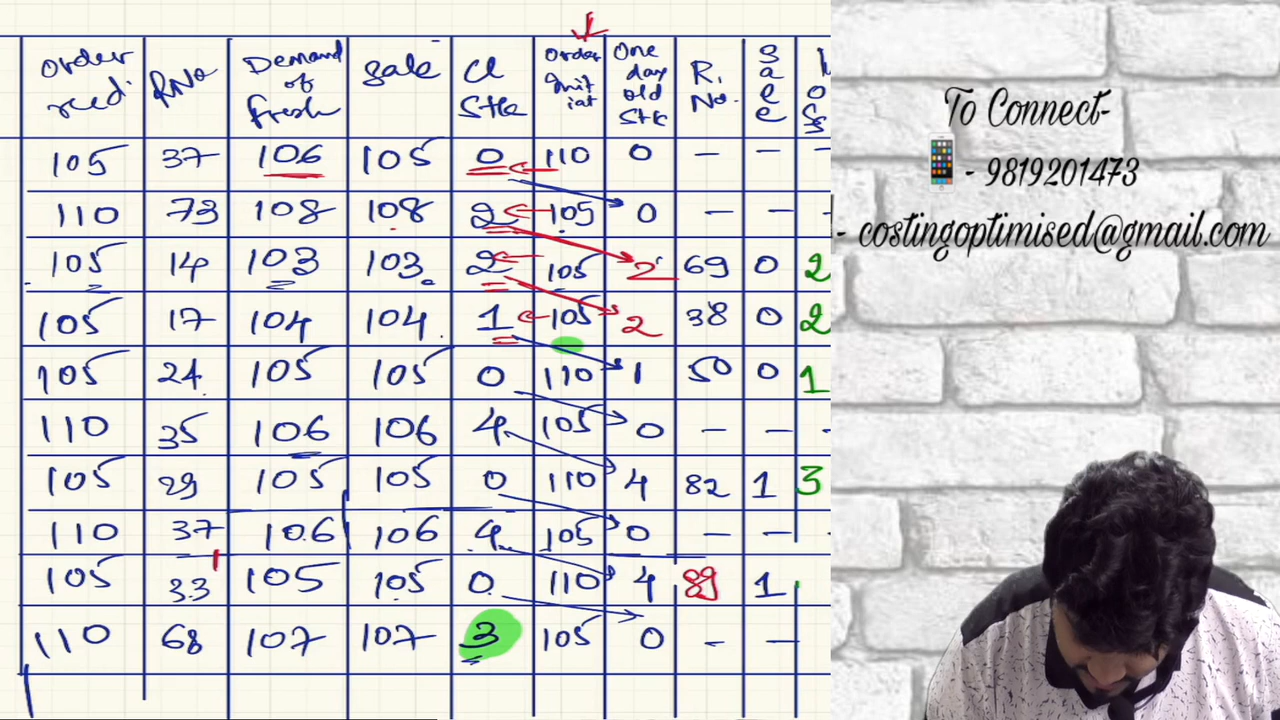 Order recd. RNo Demand of fresh Sale Cl Stk Order One day old Stk R. No. Sale
105 37 106 105 0 110 0 - - -
110 73 108 108 2 105 0 - - -
105 14 103 103 2 105 2 69 0 2
105 17 104 104 1 105 2 38 0 2
105 24 105 105 0 110 1 50 0 1
110 35 106 106 4 105 0 - - -
105 29 105 105 0 110 4 82 1 3
110 37 106 106 4 105 0 - -
105 33 105 105 0 110 4 89 1
110 68 107 107 3 105 0 - -
To Connect-
- 9819201473
- costingoptimised@gmail.com